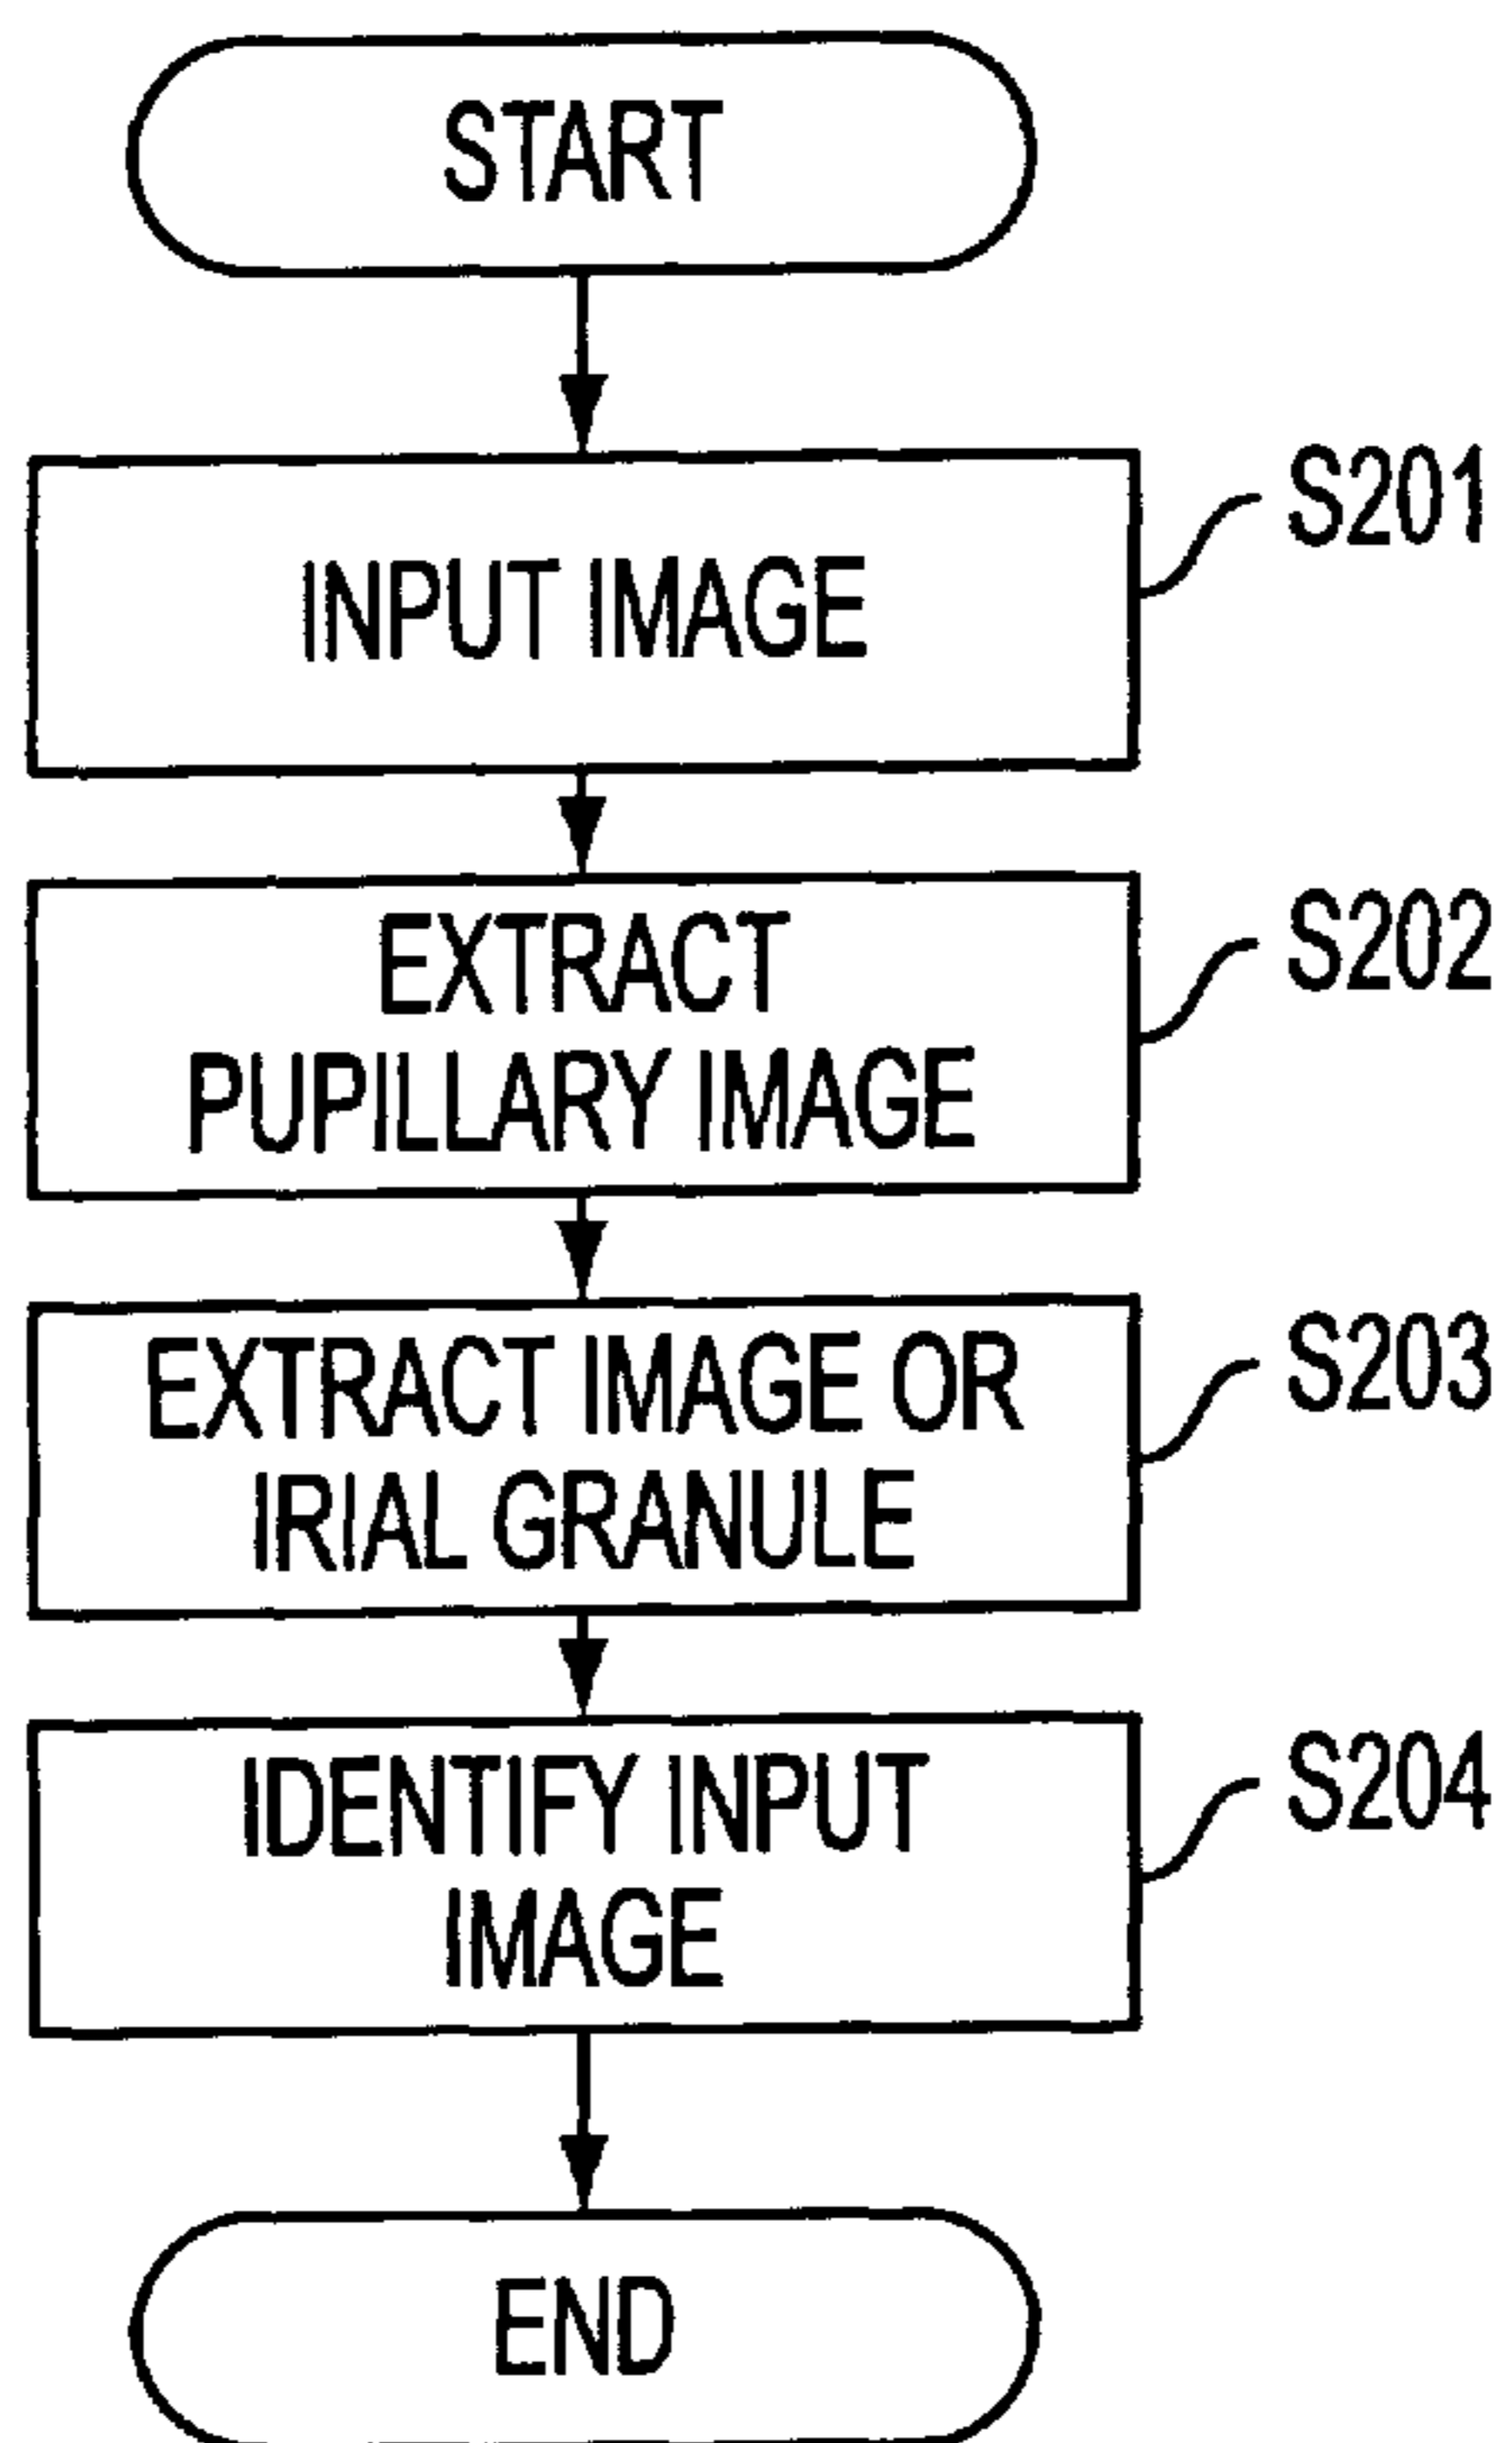 START
INPUT IMAGE
S201
EXTRACT
PUPILLARY IMAGE
S202
EXTRACT IMAGE OR
IRIAL GRANULE
S203
IDENTIFY INPUT
IMAGE
S204
END